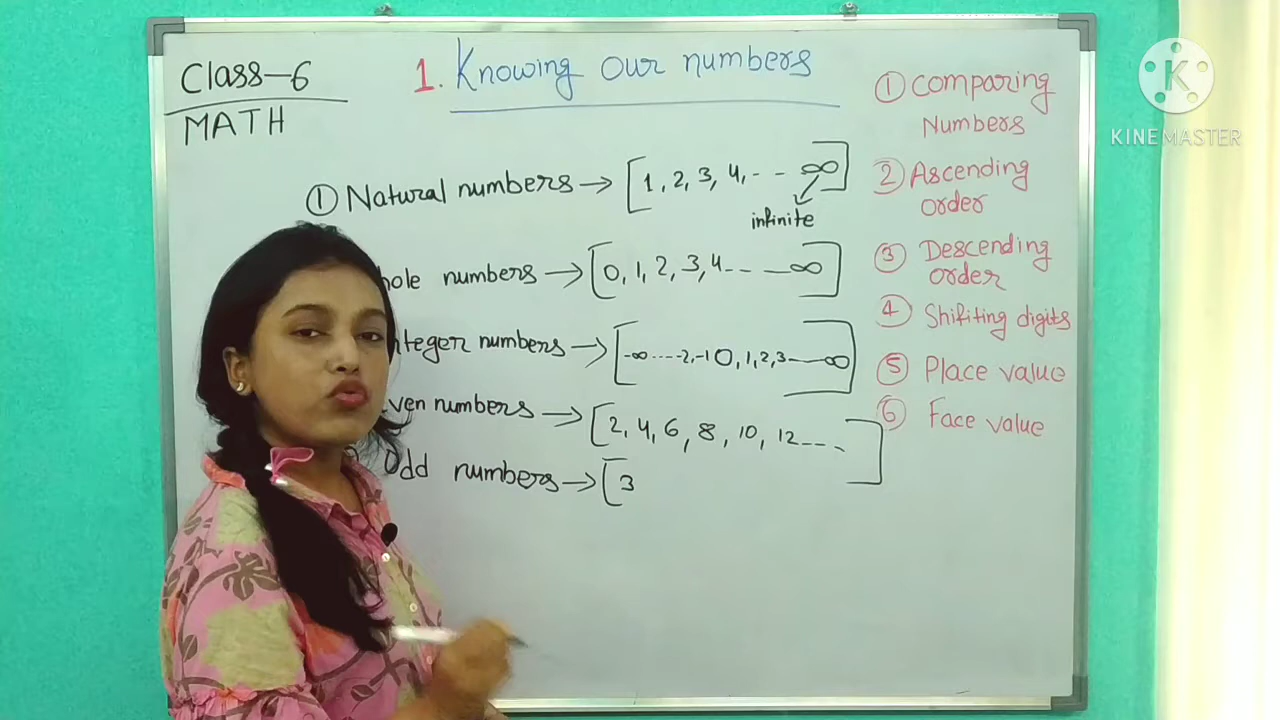 Class-6
MATH
1. Knowing our numbers
① Natural numbers → [1, 2, 3, 4, - - ∞]
infinite
hole numbers → [0, 1, 2, 3, 4 - - — ∞]
nteger numbers → [-∞ ---- -2, -1 0, 1, 2, 3 — ∞]
ven numbers → [2, 4, 6, 8, 10, 12 --- -]
Odd numbers → [3
① Comparing
Numbers
② Ascending
order
③ Descending
order
④ Shifiting digits
⑤ Place value
⑥ Face value
K
KINEMASTER